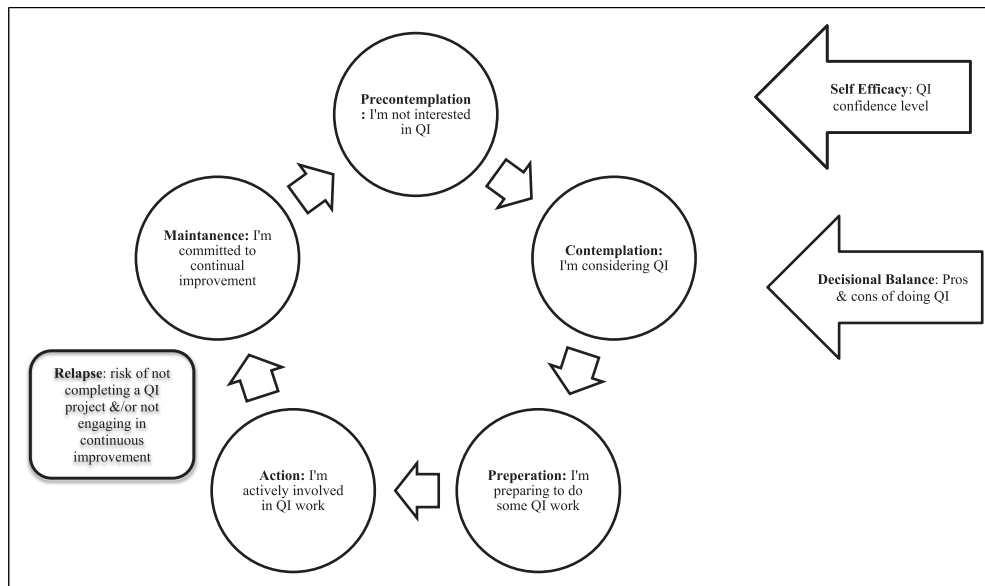 Precontemplation
: I'm not interested
in QI
Self Efficacy: QI
confidence level
Maintanence: I'm
committed to
continual
improvement
Contemplation:
I'm considering QI
Decisional Balance: Pros
& cons of doing QI
Relapse: risk of not
completing a QI
project &/or not
engaging in
continuous
improvement
Action: I'm
actively involved
in QI work
Preperation: I'm
preparing to do
some QI work